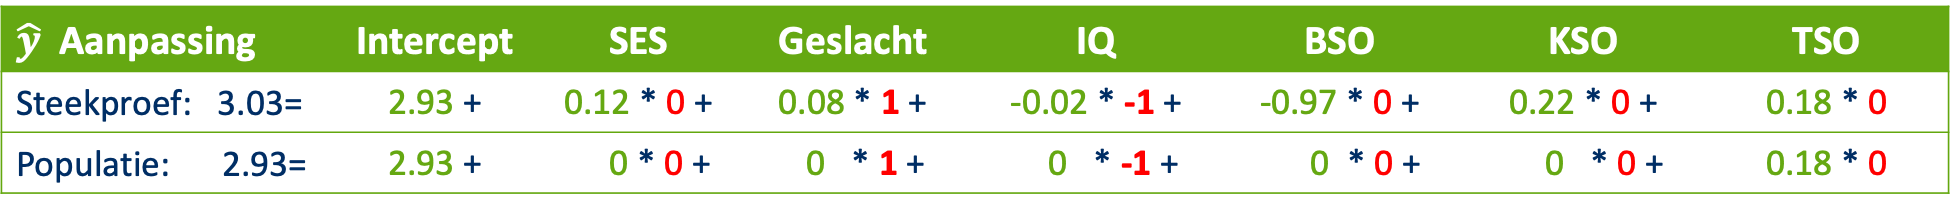 ŷ Aanpassing Intercept SES Geslacht IQ BSO KSO TSO
Steekproef: 3.03= 2.93 + 0.12 * 0 + 0.08 * 1 + -0.02 * -1 + -0.97 * 0 + 0.22 * 0 + 0.18 * 0
Populatie: 2.93= 2.93 + 0 * 0 + 0 * 1 + 0 * -1 + 0 * 0 + 0 * 0 + 0.18 * 0